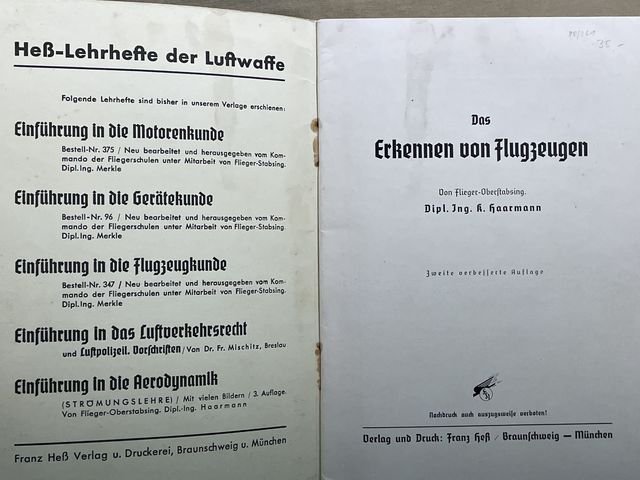 Heß-Lehrhefte der Luftwaffe
Folgende Lehrhefte sind bisher in unserem Verlage erschienen:
Einführung in die Motorenkunde
Bestell-Nr. 375 / Neu bearbeitet und herausgegeben vom Kom-
mando der Fliegerschulen unter Mitarbeit von Flieger-Stabsing.
Dipl. Ing. Merkle
Einführung in die Gerätekunde
Bestell-Nr. 96 / Neu bearbeitet und herausgegeben vom Kom-
mando der Fliegerschulen unter Mitarbeit von Flieger-Stabsing.
Dipl. Ing. Merkle
Einführung in die Flugzeugkunde
Bestell-Nr. 347 / Neu bearbeitet und herausgegeben vom Kom-
mando der Fliegerschulen unter Mitarbeit von Flieger-Stabsing.
Dipl. Ing. Merkle
Einführung in das Luftverkehrsrecht
und Luftpolizeil. Vorschriften / Von Dr. Fr. Mischitz, Breslau
Einführung in die Aerodynamik
(STRÖMUNGSLEHRE) / Mit vielen Bildern / 3. Auflage.
Von Flieger-Oberstabsing. Dipl.-Ing. Haarmann
Franz Heß Verlag u. Druckerei, Braunschweig u. München
35,-
Das
Erkennen von Flugzeugen
Von Flieger-Oberstabsing.
Dipl. Ing. K. Haarmann
Zweite verbesserte Auflage
Nachdruck auch auszugsweise verboten!
Verlag und Druck: Franz Heß / Braunschweig — München